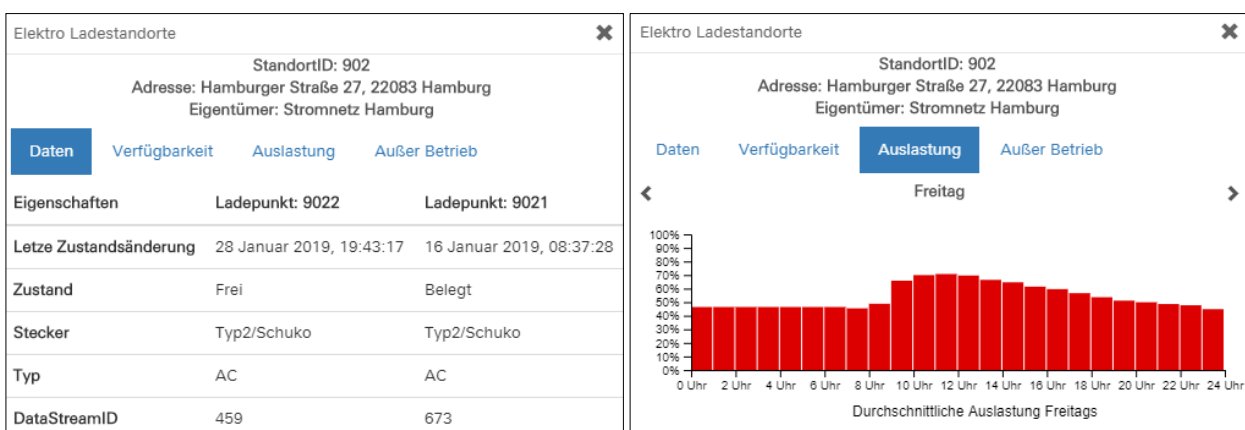 Elektro Ladestandorte ✖
StandortID: 902
Adresse: Hamburger Straße 27, 22083 Hamburg
Eigentümer: Stromnetz Hamburg
Daten Verfügbarkeit Auslastung Außer Betrieb
Eigenschaften Ladepunkt: 9022 Ladepunkt: 9021
Letze Zustandsänderung 28 Januar 2019, 19:43:17 16 Januar 2019, 08:37:28
Zustand Frei Belegt
Stecker Typ2/Schuko Typ2/Schuko
Typ AC AC
DataStreamID 459 673
Elektro Ladestandorte ✖
StandortID: 902
Adresse: Hamburger Straße 27, 22083 Hamburg
Eigentümer: Stromnetz Hamburg
Daten Verfügbarkeit Auslastung Außer Betrieb
Freitag
100%
90%
80%
70%
60%
50%
40%
30%
20%
10%
0%
0 Uhr 2 Uhr 4 Uhr 6 Uhr 8 Uhr 10 Uhr 12 Uhr 14 Uhr 16 Uhr 18 Uhr 20 Uhr 22 Uhr 24 Uhr
Durchschnittliche Auslastung Freitags